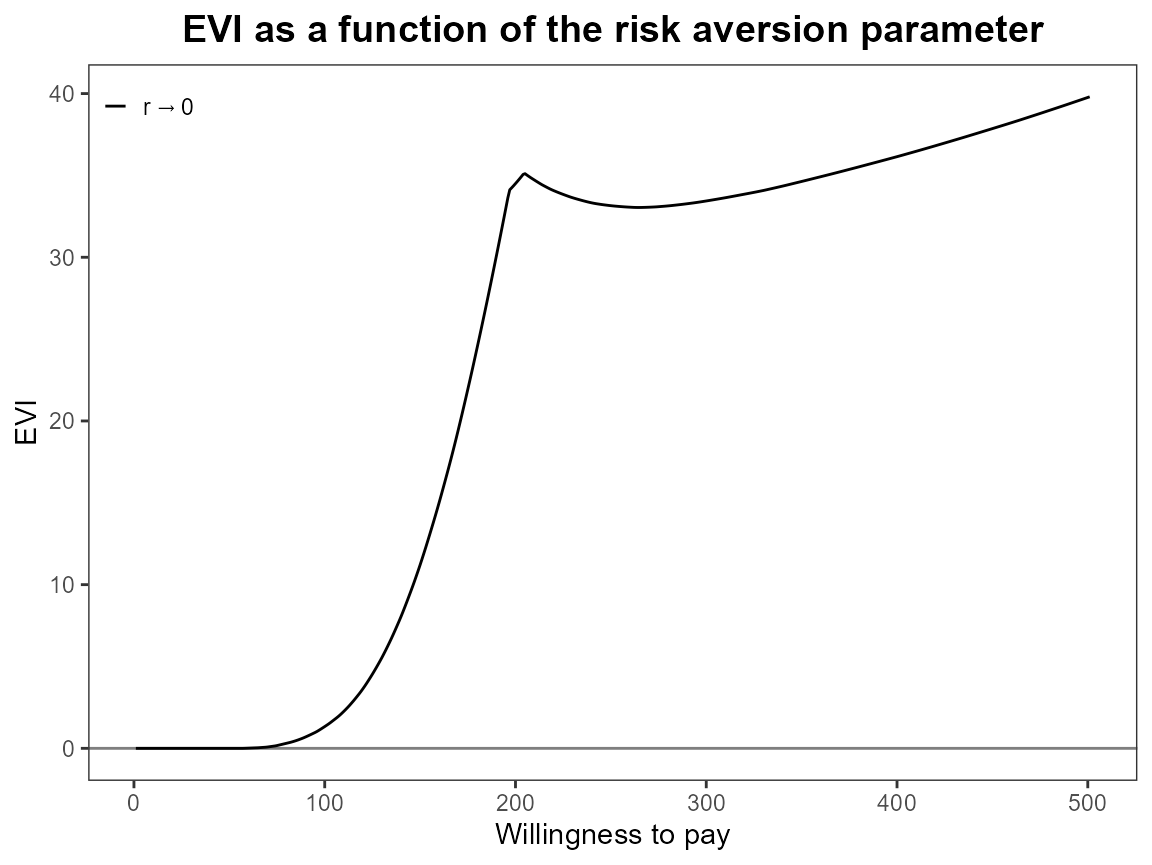 EVI as a function of the risk aversion parameter
r → 0
EVI
40
30
20
10
0
0 100 200 300 400 500
Willingness to pay